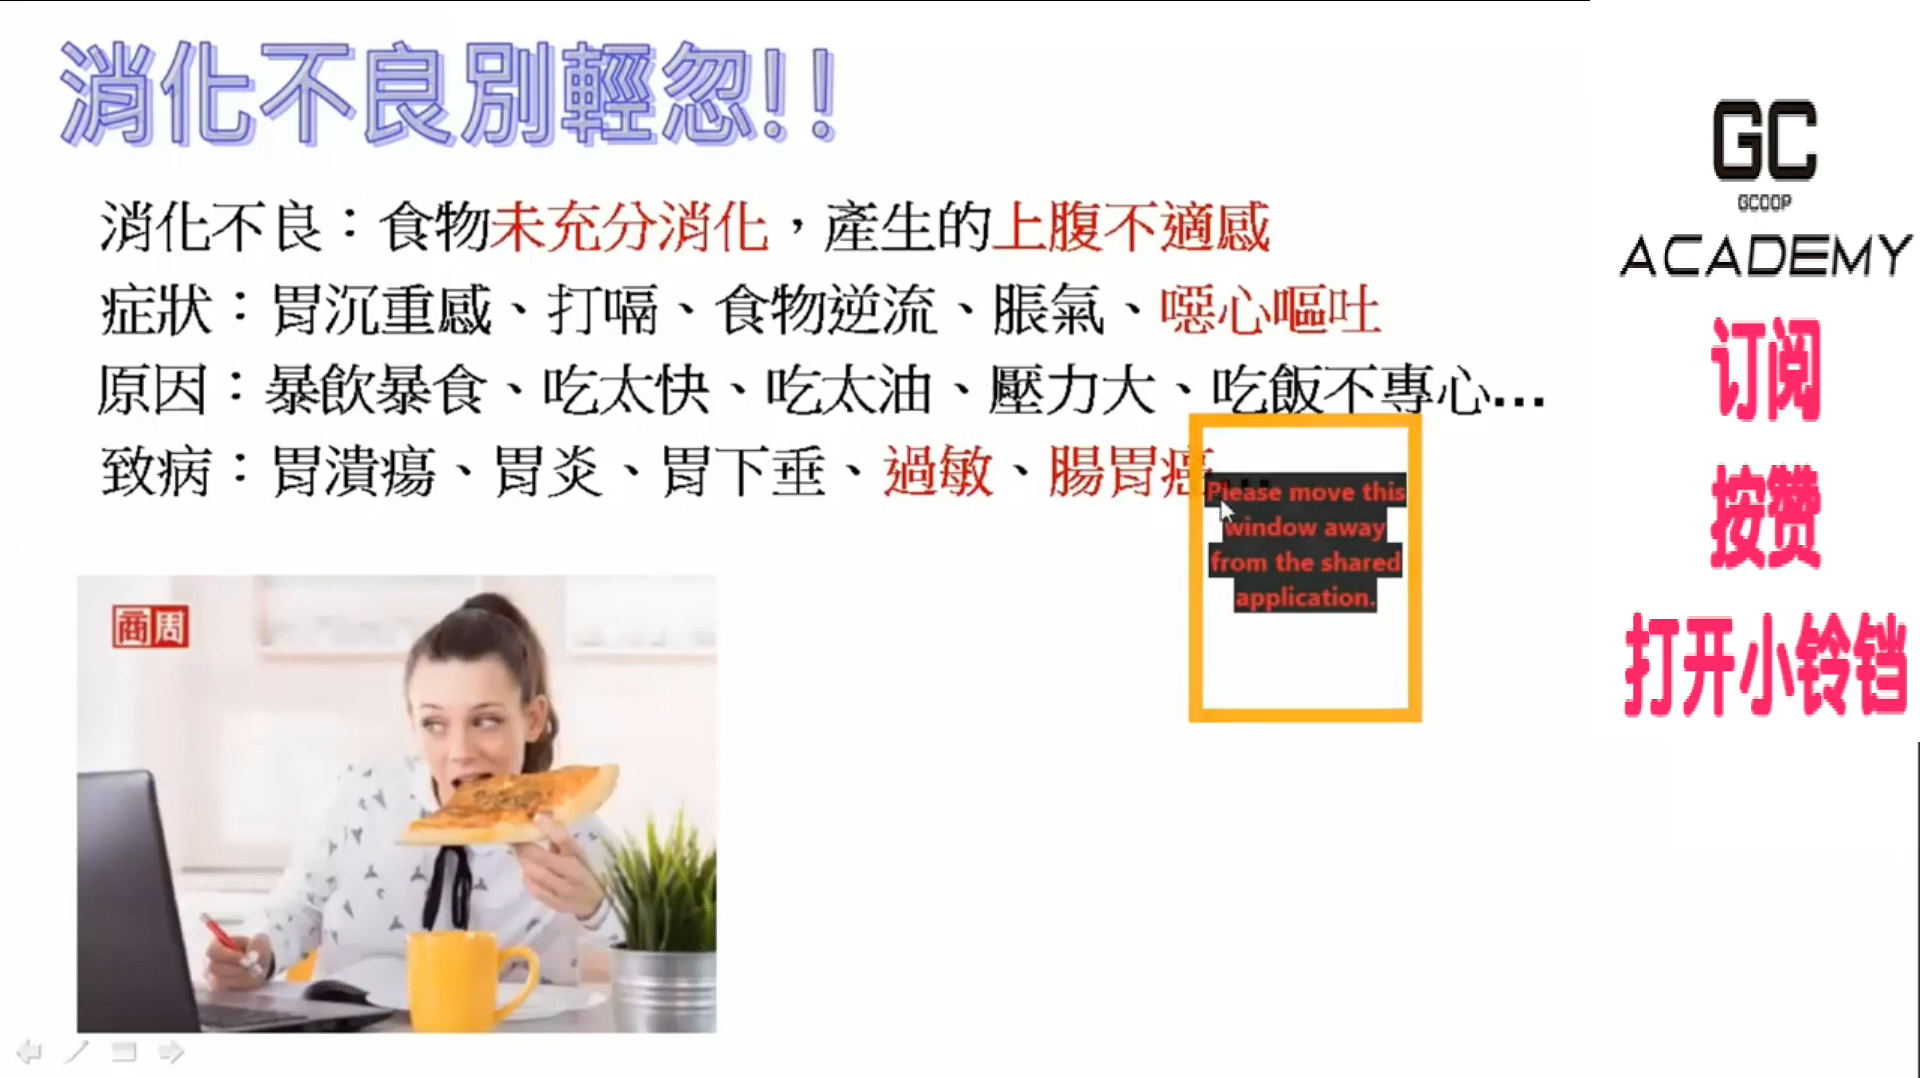 消化不良別輕忽!!
消化不良：食物未充分消化，產生的上腹不適感
症狀：胃沉重感、打嗝、食物逆流、脹氣、噁心嘔吐
原因：暴飲暴食、吃太快、吃太油、壓力大、吃飯不專心...
致病：胃潰瘍、胃炎、胃下垂、過敏、腸胃癌...
Please move this
window away
from the shared
application.
商周
GC
GCOOP
ACADEMY
订阅
按赞
打开小铃铛